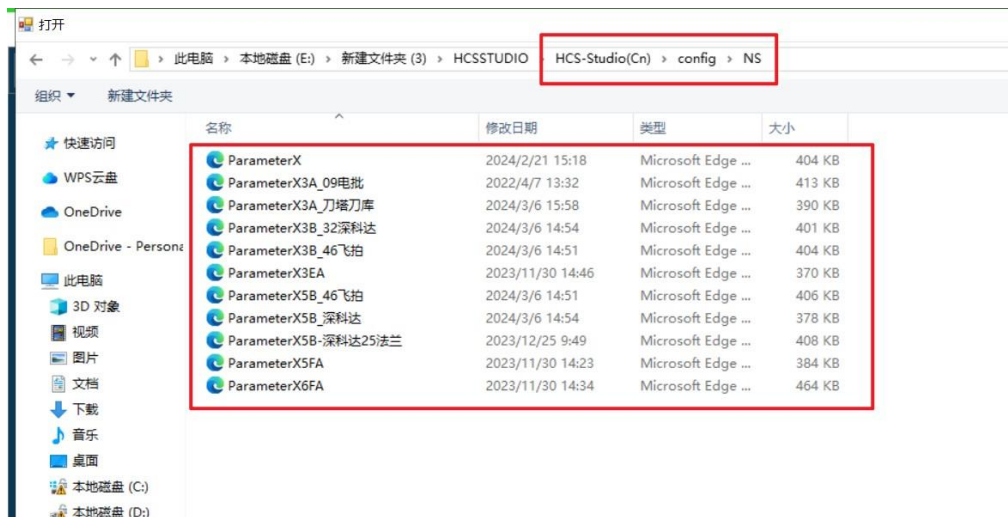 打开
此电脑 > 本地磁盘 (E:) > 新建文件夹 (3) > HCSSTUDIO > HCS-Studio(Cn) > config > NS
组织 新建文件夹
名称 修改日期 类型 大小
快速访问
WPS云盘
OneDrive
OneDrive - Persona
此电脑
3D 对象
视频
图片
文档
下载
音乐
桌面
本地磁盘 (C:)
本地磁盘 (D:)
ParameterX 2024/2/21 15:18 Microsoft Edge ... 404 KB
ParameterX3A_09电批 2022/4/7 13:32 Microsoft Edge ... 413 KB
ParameterX3A_刀塔刀库 2024/3/6 15:58 Microsoft Edge ... 390 KB
ParameterX3B_32深科达 2024/3/6 14:54 Microsoft Edge ... 401 KB
ParameterX3B_46飞拍 2024/3/6 14:51 Microsoft Edge ... 404 KB
ParameterX3EA 2023/11/30 14:46 Microsoft Edge ... 370 KB
ParameterX5B_46飞拍 2024/3/6 14:51 Microsoft Edge ... 406 KB
ParameterX5B_深科达 2024/3/6 14:54 Microsoft Edge ... 378 KB
ParameterX5B-深科达25法兰 2023/12/25 9:49 Microsoft Edge ... 408 KB
ParameterX5FA 2023/11/30 14:23 Microsoft Edge ... 384 KB
ParameterX6FA 2023/11/30 14:34 Microsoft Edge ... 464 KB